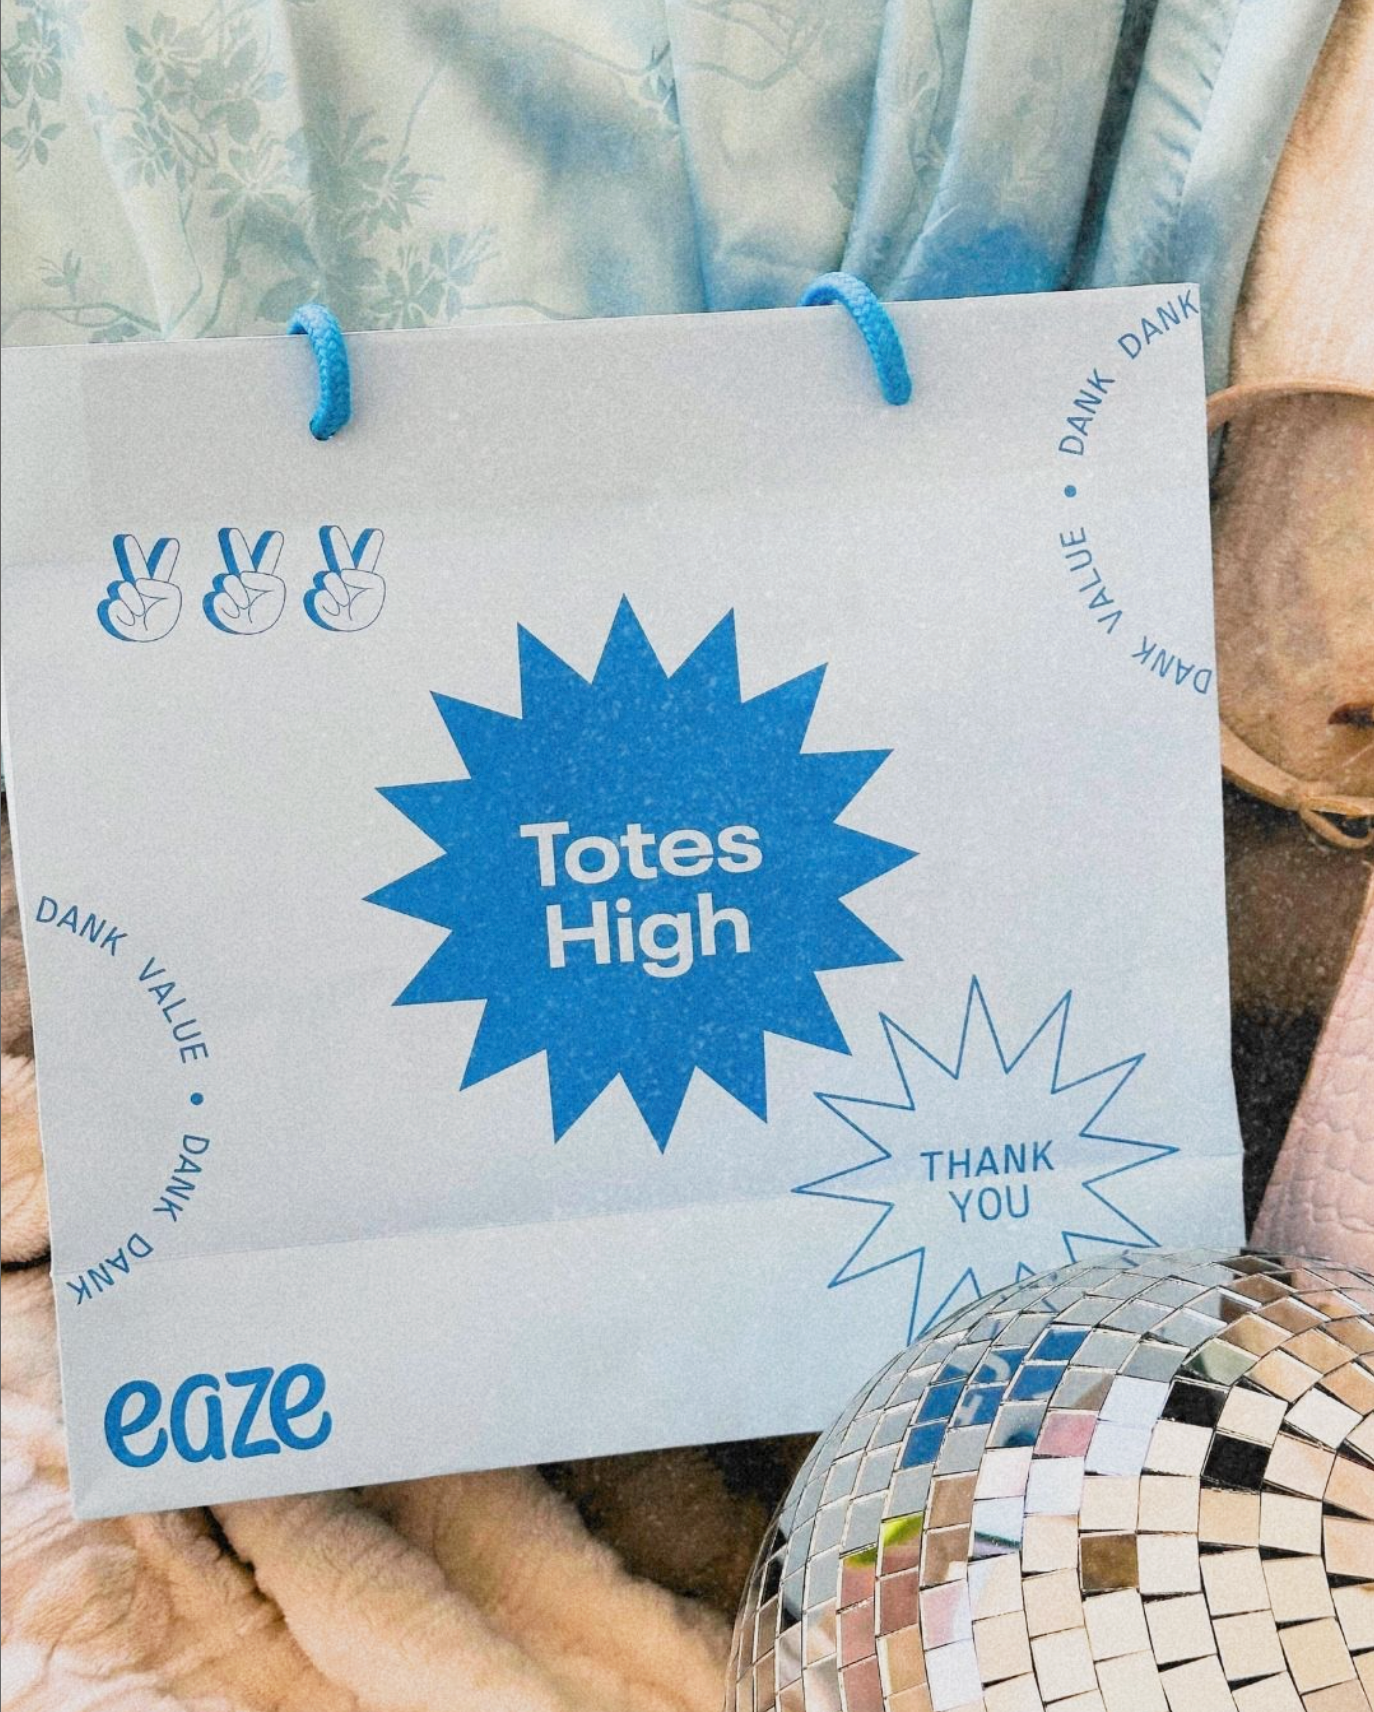 DANK VALUE • DANK DANK
Totes
High
DANK VALUE • DANK DANK
THANK
YOU
eaze